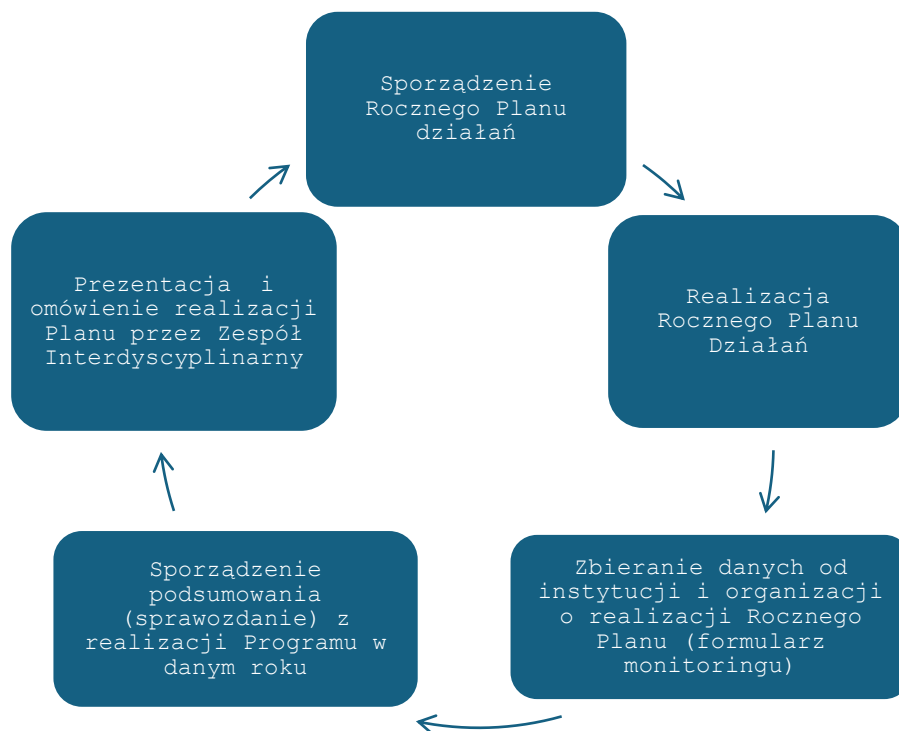 Sporządzenie
Rocznego Planu
działań
Realizacja
Rocznego Planu
Działań
Zbieranie danych od
instytucji i organizacji
o realizacji Rocznego
Planu (formularz
monitoringu)
Sporządzenie
podsumowania
(sprawozdanie) z
realizacji Programu w
danym roku
Prezentacja i
omówienie realizacji
Planu przez Zespół
Interdyscyplinarny